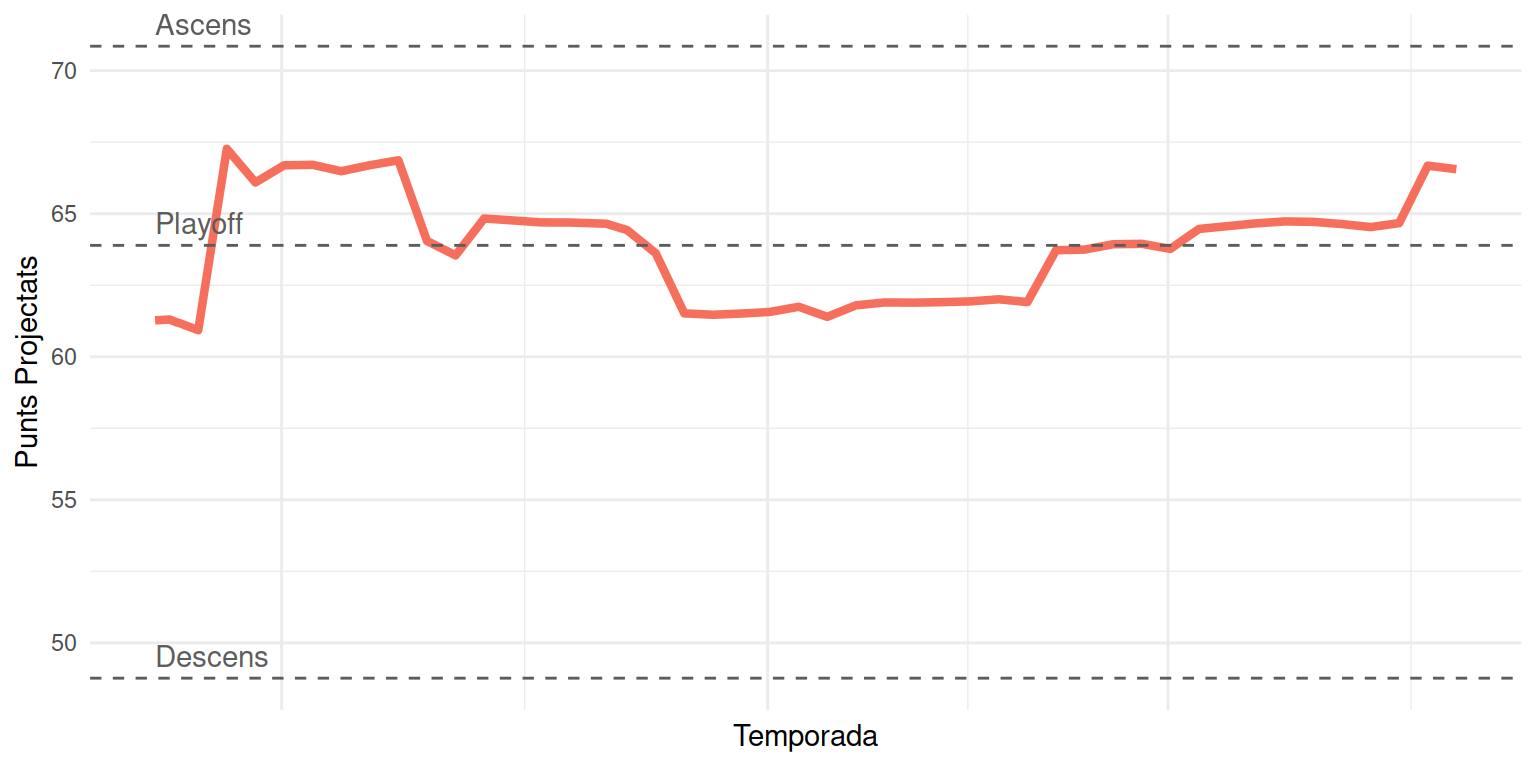 Ascens
70
65
Playoff
60
55
50
Descens
Punts Projectats
Temporada